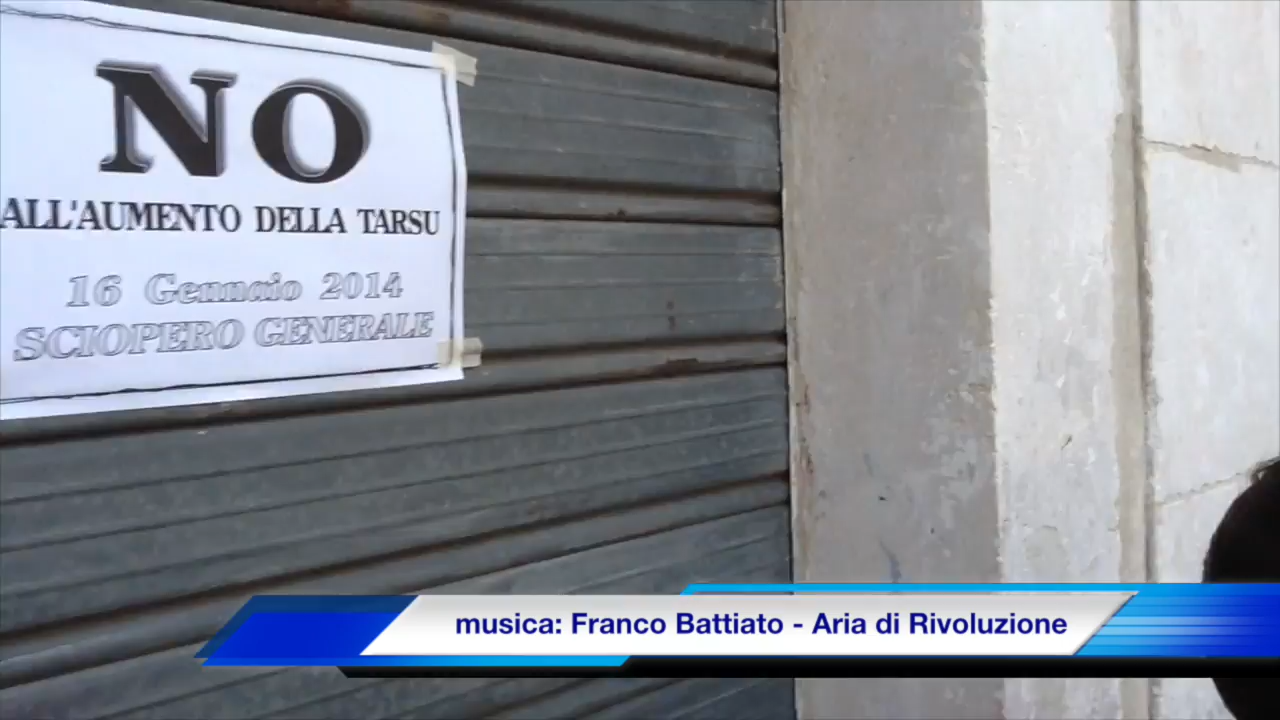 NO
ALL'AUMENTO DELLA TARSU
16 Gennaio 2014
SCIOPERO GENERALE
musica: Franco Battiato - Aria di Rivoluzione